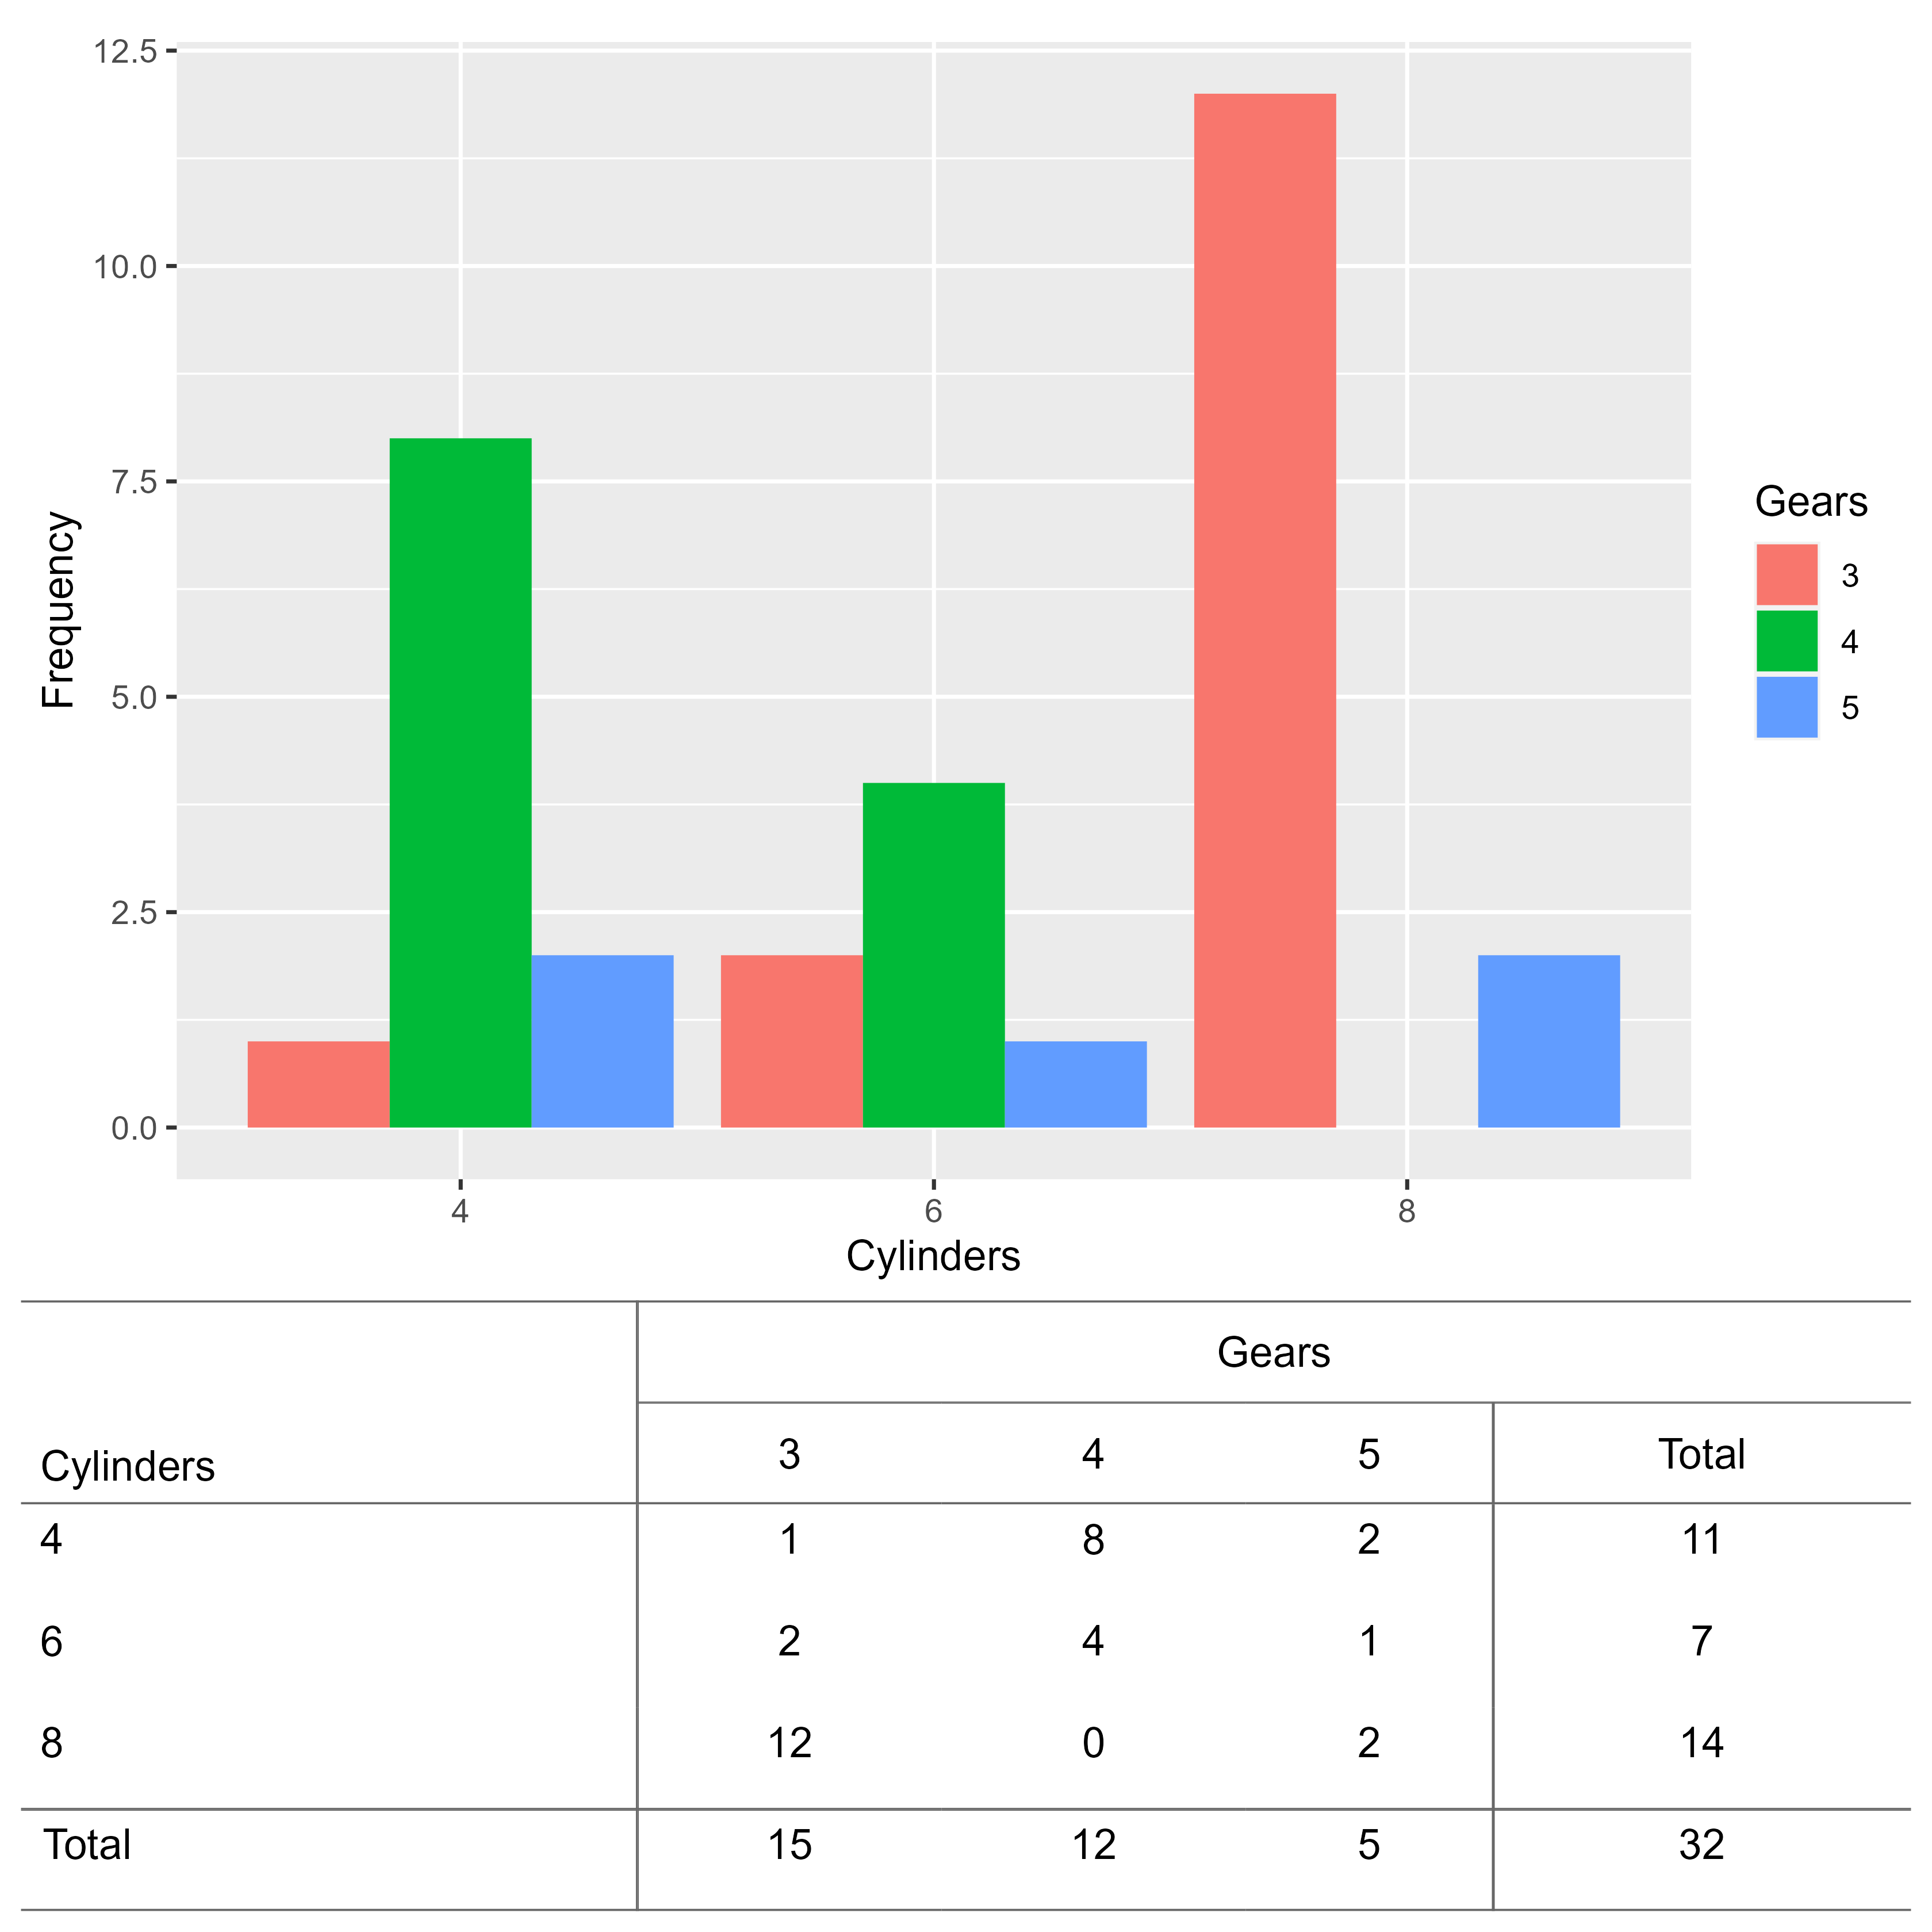 12.5
10.0
7.5
5.0
2.5
0.0
Frequency
4 6 8
Cylinders
Gears
3
4
5
Gears
Cylinders 3 4 5 Total
4 1 8 2 11
6 2 4 1 7
8 12 0 2 14
Total 15 12 5 32